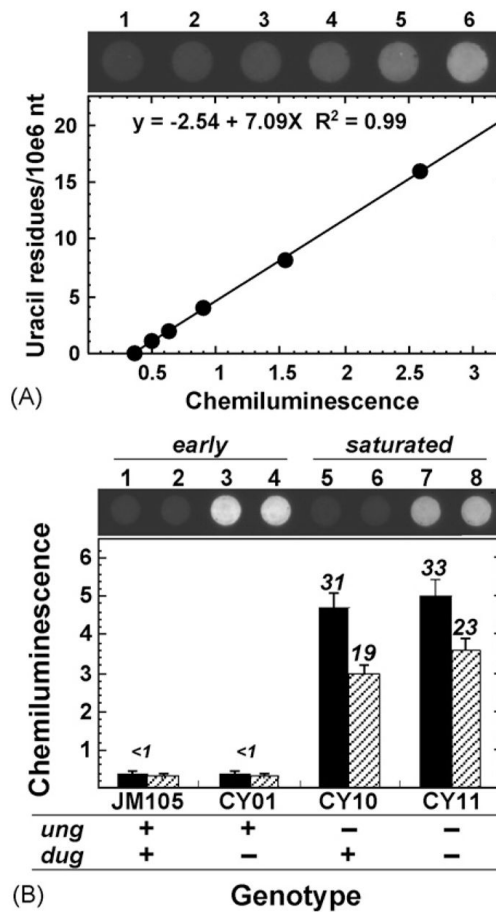 1 2 3 4 5 6
y = -2.54 + 7.09X R² = 0.99
Uracil residues/10e6 nt
20
15
10
5
0
0.5 1 1.5 2 2.5 3
Chemiluminescence
(A)
early saturated
1 2 3 4 5 6 7 8
Chemiluminescence
6
5
4
3
2
1
<1 <1 31 19 33 23
JM105 CY01 CY10 CY11
ung + + − −
dug + − + −
(B) Genotype